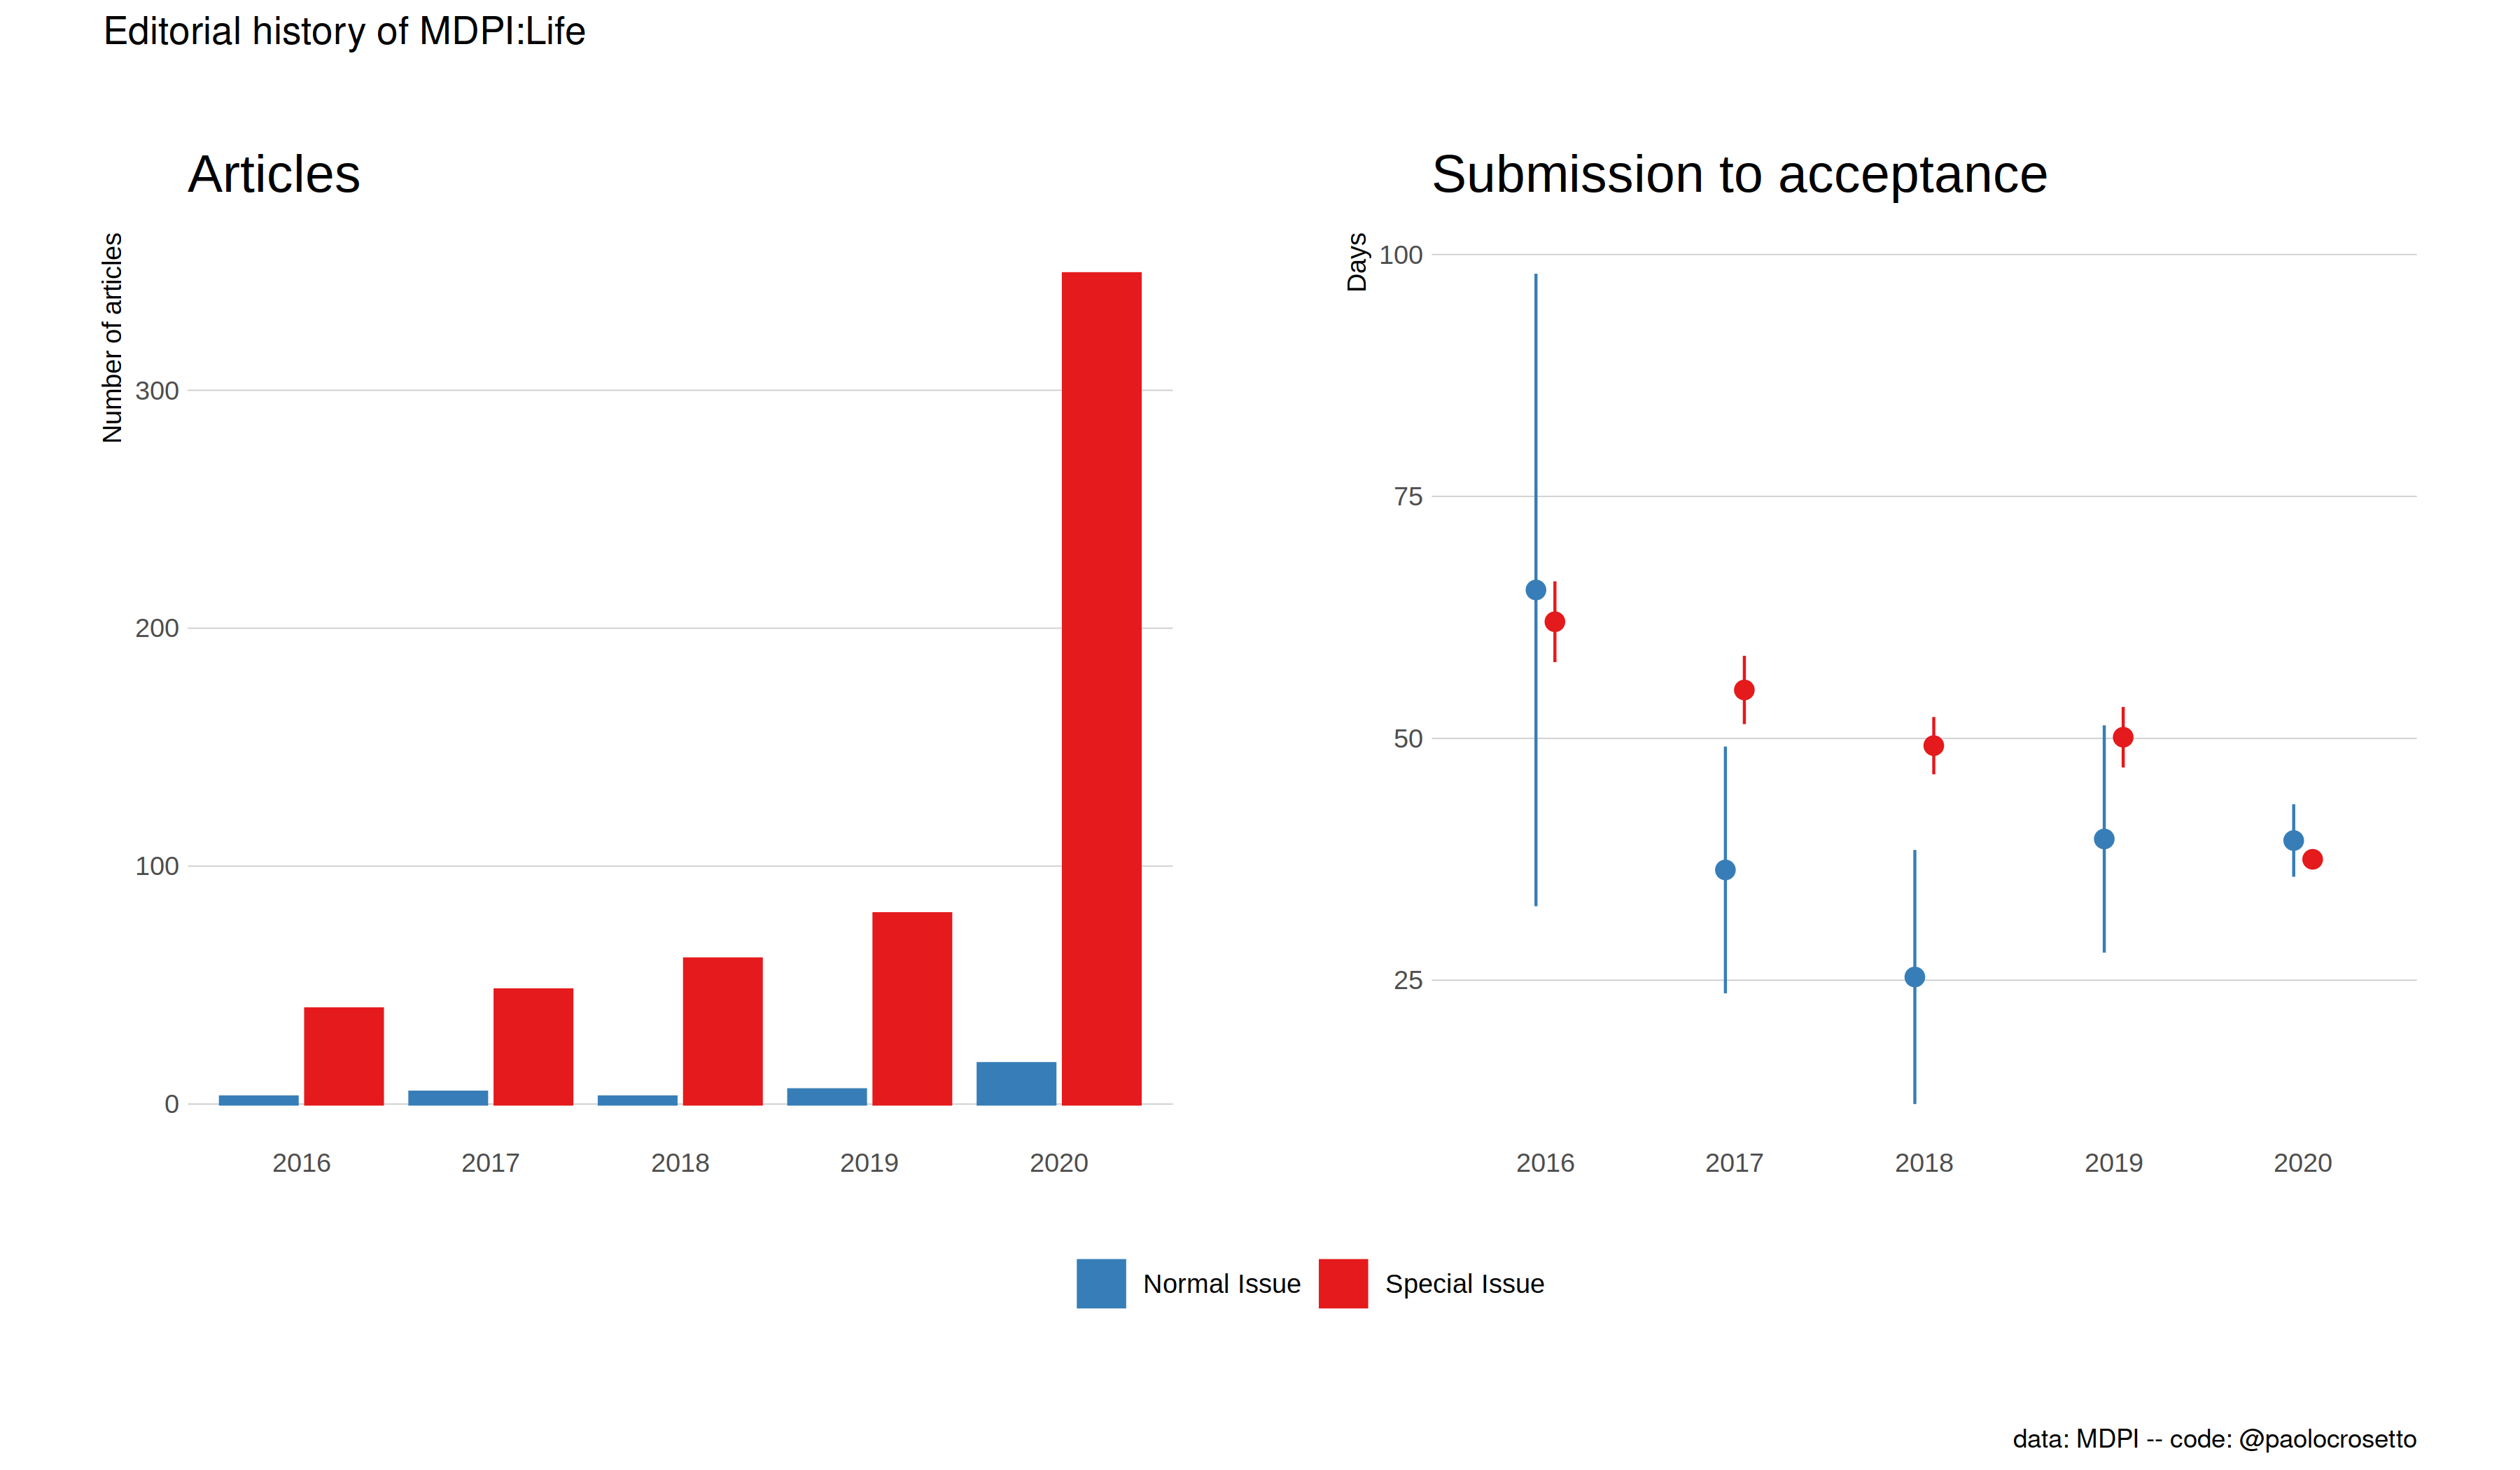 Editorial history of MDPI:Life
Articles
Number of articles
300
200
100
0
2016 2017 2018 2019 2020
Submission to acceptance
Days
100
75
50
25
2016 2017 2018 2019 2020
Normal Issue Special Issue
data: MDPI -- code: @paolocrosetto